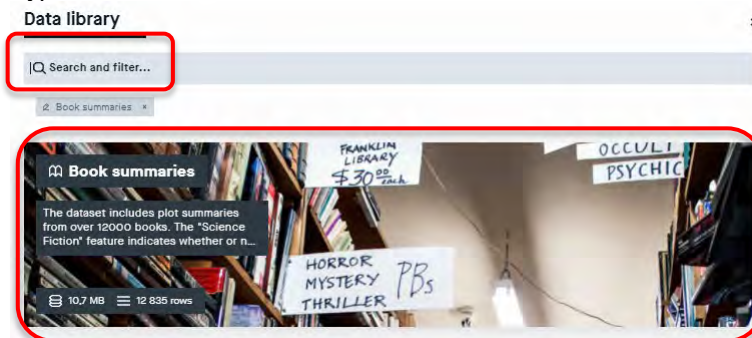 Data library
Search and filter...
Book summaries ×
Book summaries
The dataset includes plot summaries
from over 12000 books. The "Science
Fiction" feature indicates whether or n...
10,7 MB 12 835 rows
FRANKLIN
LIBRARY
$30.00 each
OCCULT
PSYCHIC
HORROR
MYSTERY PBs
THRILLER